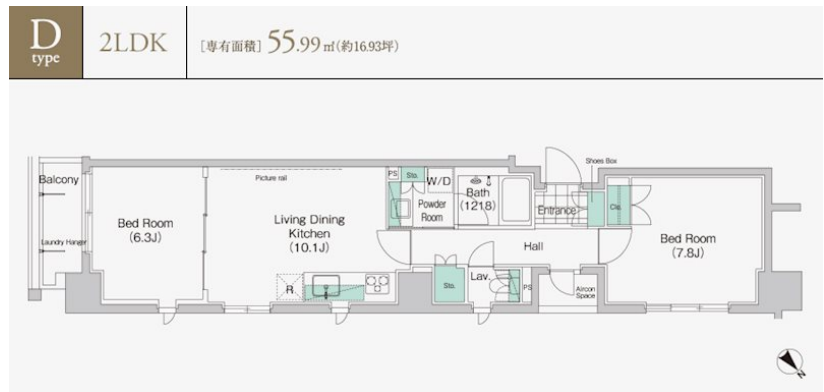 D
type
2LDK
[専有面積] 55.99㎡(約16.93坪)
Balcony
Laundry Hanger
Bed Room
(6.3J)
Picture rail
Living Dining
Kitchen
(10.1J)
R
PS
Sto.
W/D
Powder
Room
Bath
(1218)
Entrance
Shoes Box
Clo.
Hall
Sto.
Lav.
PS
Aircon
Space
Bed Room
(7.8J)
N